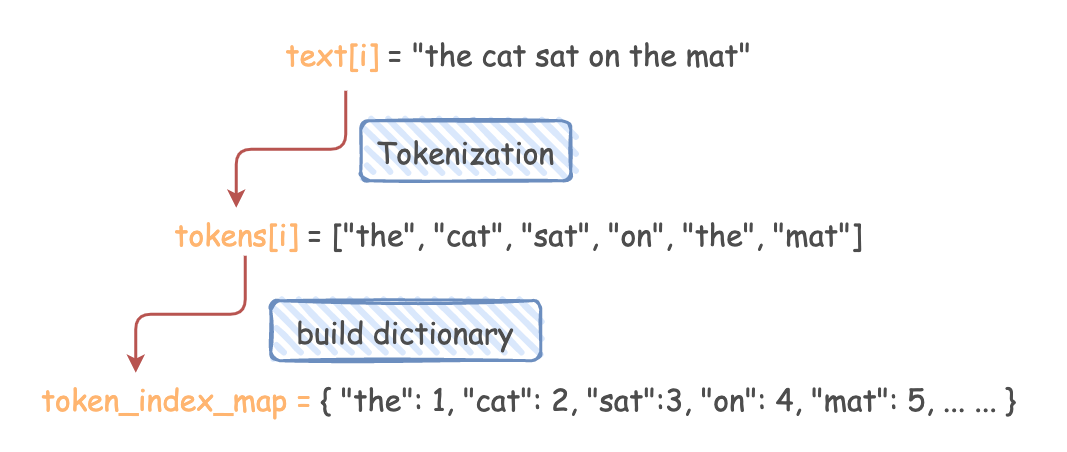 text[i] = "the cat sat on the mat"
Tokenization
tokens[i] = ["the", "cat", "sat", "on", "the", "mat"]
build dictionary
token_index_map = { "the": 1, "cat": 2, "sat":3, "on": 4, "mat": 5, ... ... }